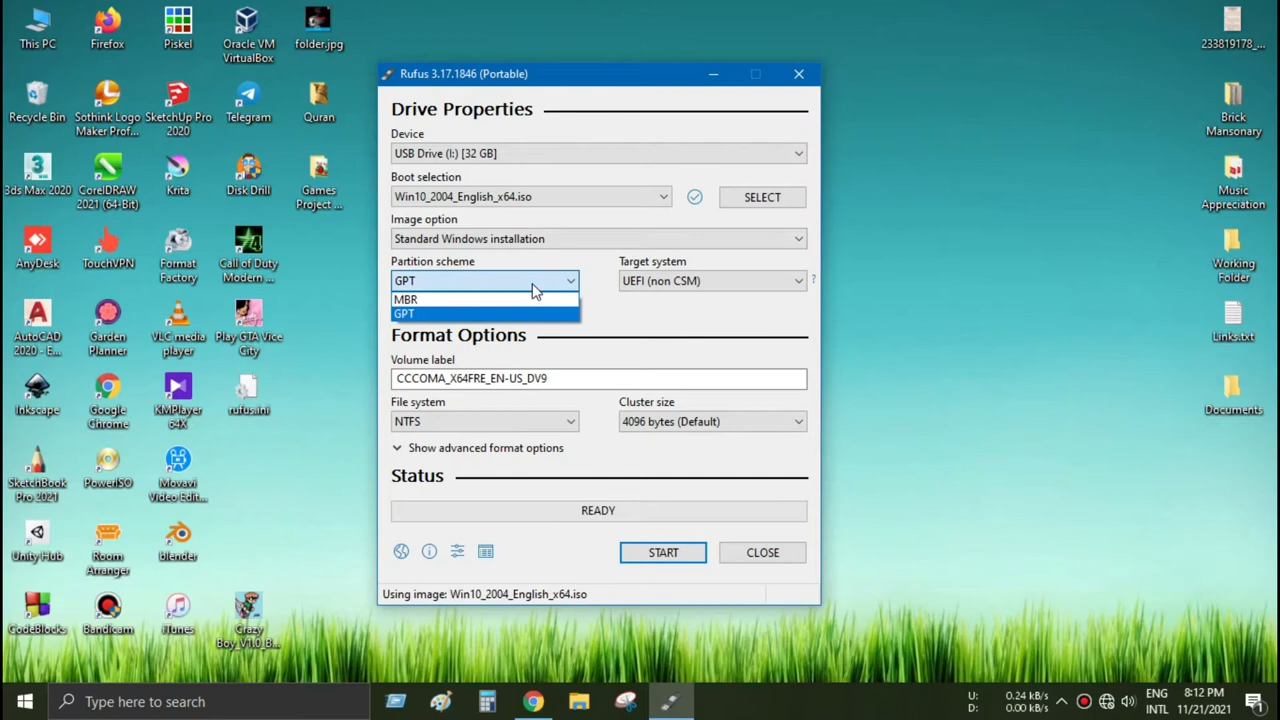 This PC
Firefox
Piskel
Oracle VM
VirtualBox
folder.jpg
Recycle Bin
Sothink Logo
Maker Prof...
SketchUp Pro
2020
Telegram
Quran
3ds Max 2020
CorelDRAW
2021 (64-Bit)
Krita
Disk Drill
Games
Project ...
AnyDesk
TouchVPN
Format
Factory
Call of Duty
Modern ...
AutoCAD
2020 - E...
Garden
Planner
VLC media
player
Play GTA Vice
City
Inkscape
Google
Chrome
KMPlayer
64X
rufus.ini
SketchBook
Pro 2021
PowerISO
Movavi
Video Edit...
Unity Hub
Room
Arranger
blender
CodeBlocks
Bandicam
iTunes
Crazy
Boy_V1.0_B...
Rufus 3.17.1846 (Portable)
Drive Properties
Device
USB Drive (I:) [32 GB]
Boot selection
Win10_2004_English_x64.iso
SELECT
Image option
Standard Windows installation
Partition scheme
Target system
GPT
UEFI (non CSM)
?
MBR
GPT
Format Options
Volume label
CCCOMA_X64FRE_EN-US_DV9
File system
Cluster size
NTFS
4096 bytes (Default)
Show advanced format options
Status
READY
START
CLOSE
Using image: Win10_2004_English_x64.iso
233819178_...
Brick
Mansonary
Music
Appreciation
Working
Folder
Links.txt
Documents
Type here to search
U: 0.24 kB/s
D: 0.00 kB/s
ENG
INTL
8:12 PM
11/21/2021
1